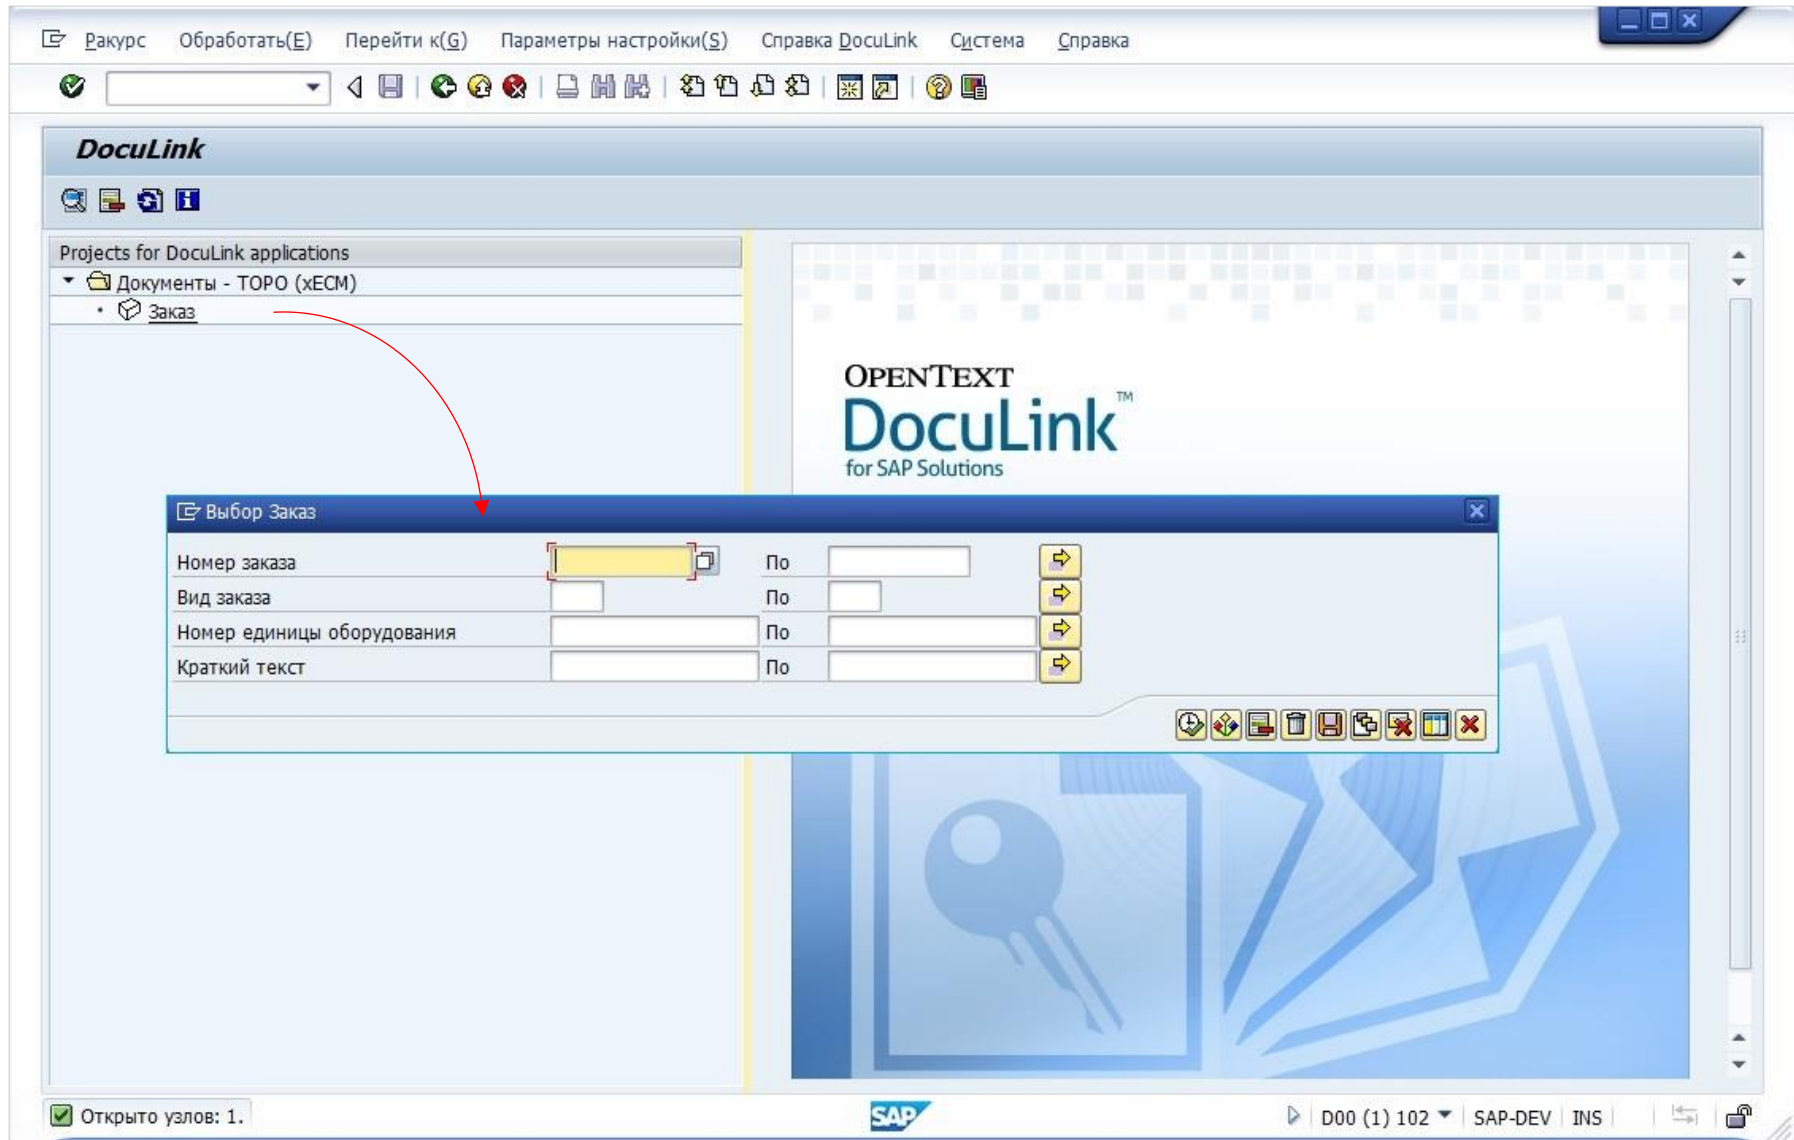 Ракурс Обработать(E) Перейти к(G) Параметры настройки(S) Справка DocuLink Система Справка
DocuLink
Projects for DocuLink applications
Документы - ТОРО (xECM)
Заказ
OPENTEXT
DocuLink™
for SAP Solutions
Выбор Заказ
Номер заказа По
Вид заказа По
Номер единицы оборудования По
Краткий текст По
Открыто узлов: 1.
SAP
D00 (1) 102 SAP-DEV INS